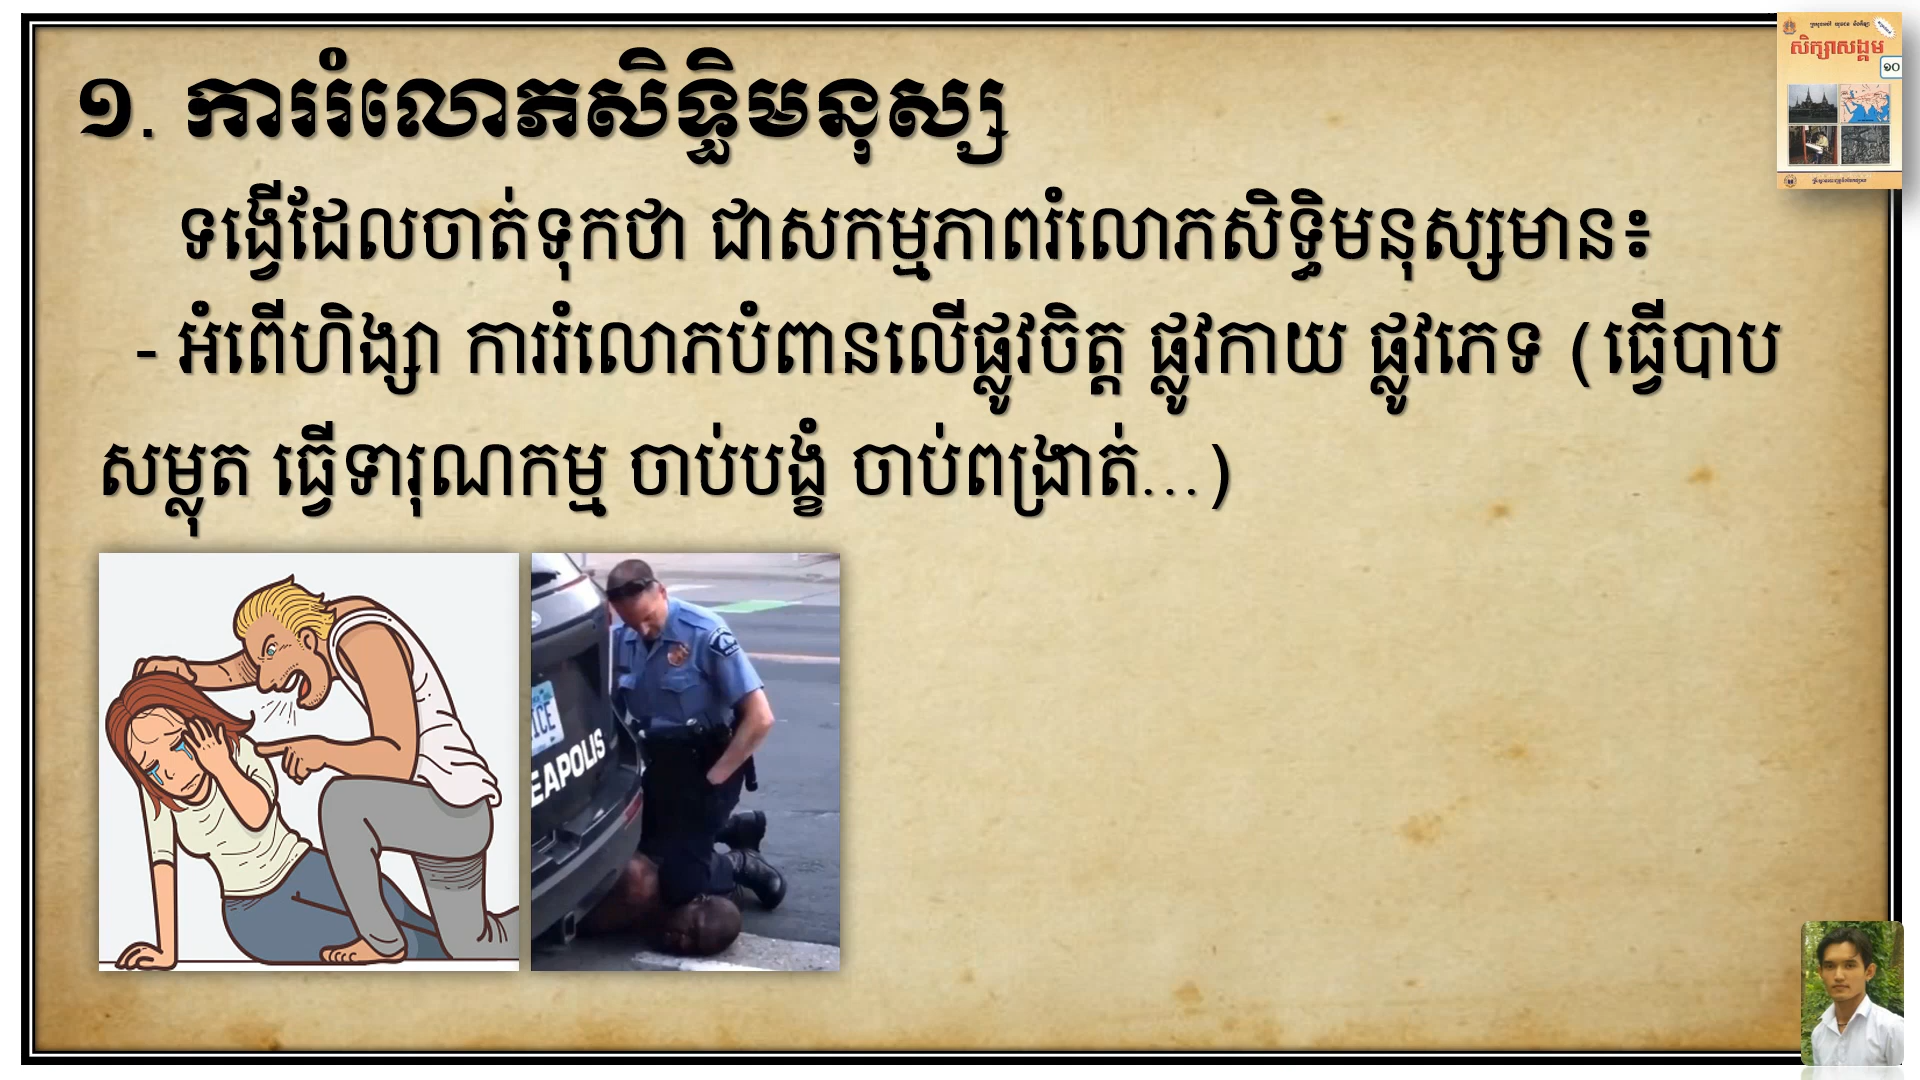 ១. ការរំលោភសិទ្ធិមនុស្ស
ទង្វើដែលចាត់ទុកថា ជាសកម្មភាពរំលោភសិទ្ធិមនុស្សមាន៖
- អំពើហិង្សា ការរំលោភបំពានលើផ្លូវចិត្ត ផ្លូវកាយ ផ្លូវភេទ (ធ្វើបាប
សម្លុត ធ្វើទារុណកម្ម ចាប់បង្ខំ ចាប់ពង្រាត់...)
សិក្សាសង្គម
១០
ICE
EAPOLIS